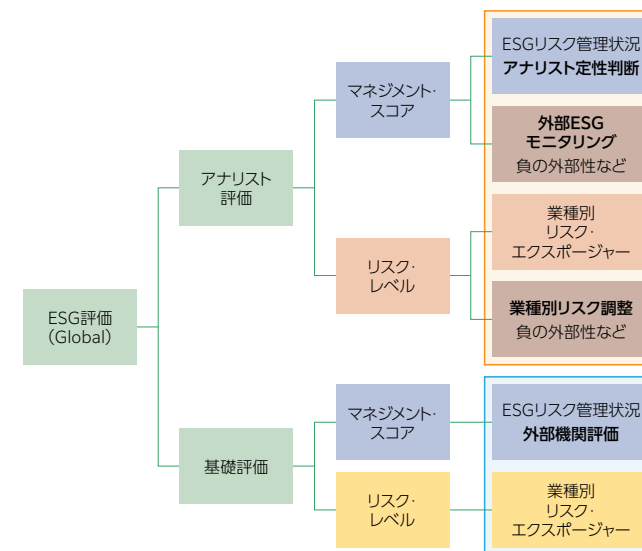 ESG評価
(Global)
アナリスト
評価
マネジメント・
スコア
ESGリスク管理状況
アナリスト定性判断
外部ESG
モニタリング
負の外部性など
リスク・
レベル
業種別
リスク・
エクスポージャー
業種別リスク調整
負の外部性など
基礎評価
マネジメント・
スコア
ESGリスク管理状況
外部機関評価
リスク・
レベル
業種別
リスク・
エクスポージャー